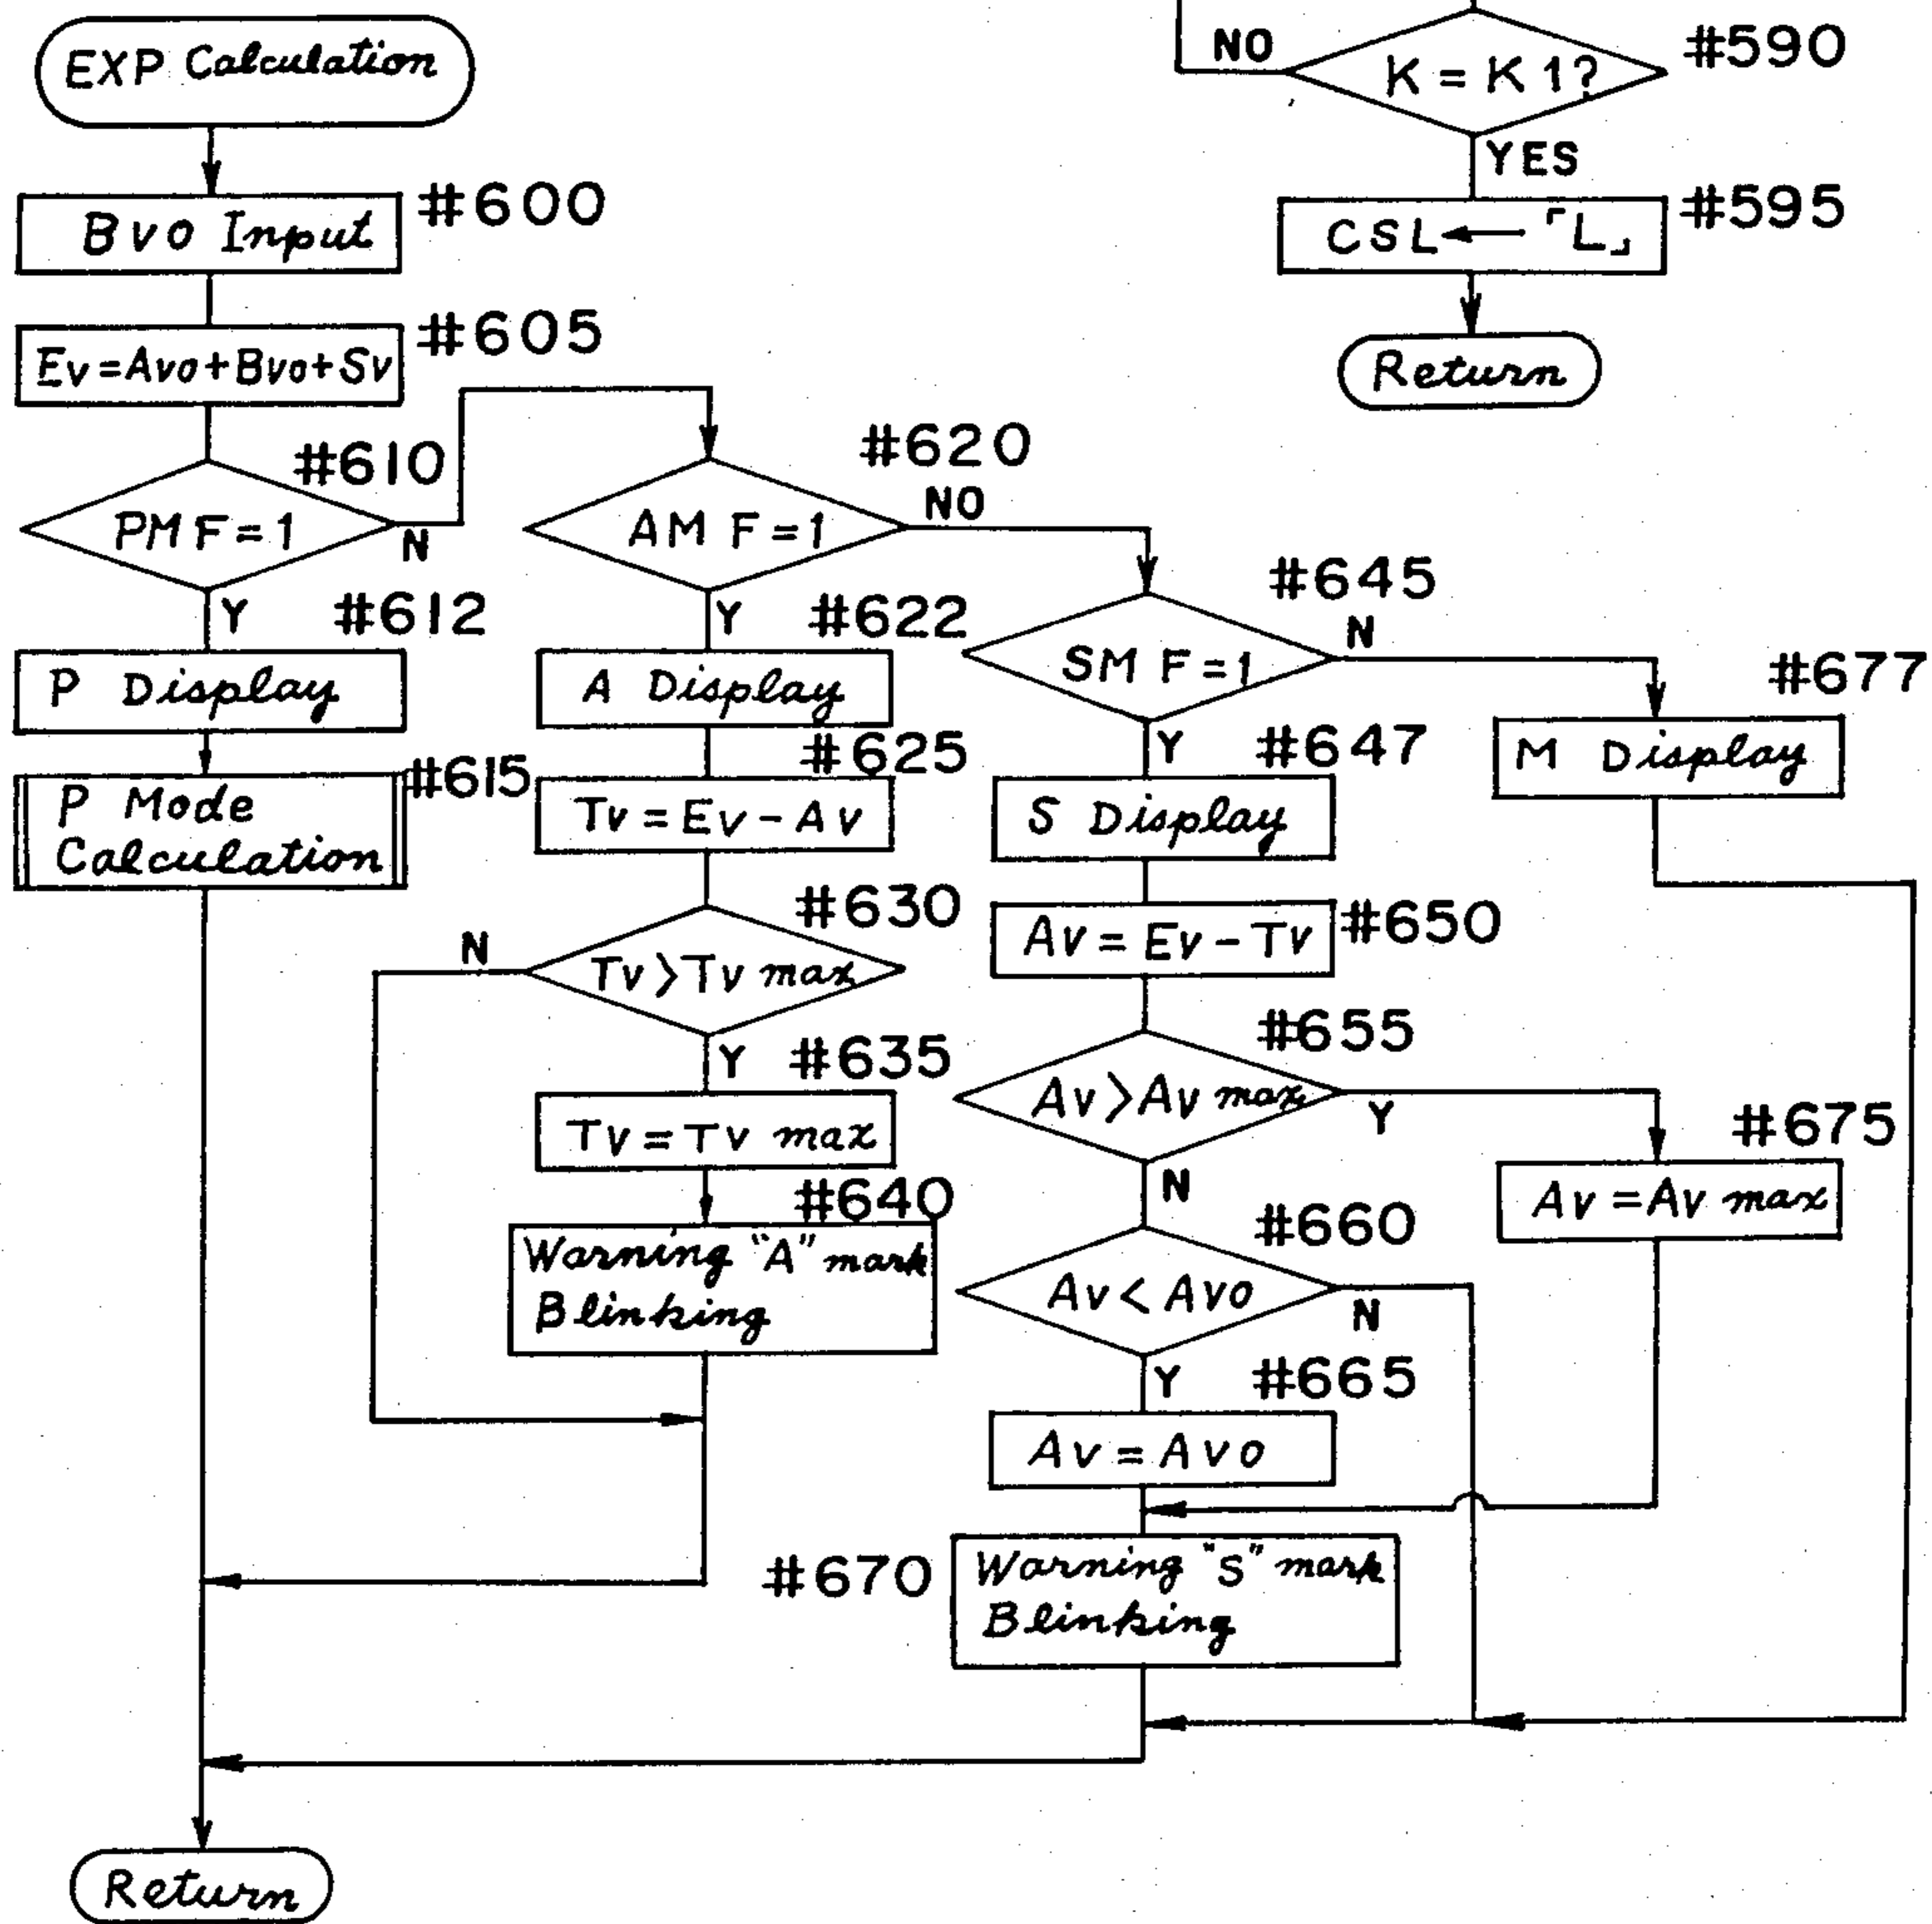 EXP Calculation
#600
Bvo Input
#605
Ev=Avo+Bvo+Sv
#610
PM F=1
N
Y
#612
P Display
#615
P Mode
Calculation
#620
AM F=1
NO
Y
#622
A Display
#625
Tv=Ev-Av
#630
Tv>Tv max
N
Y
#635
Tv=Tv max
#640
Warning "A" mark
Blinking
#645
SM F=1
N
Y
#647
S Display
#650
Av=Ev-Tv
#655
Av>Av max
Y
N
#660
Av<Avo
N
Y
#665
Av=Avo
#670
Warning "S" mark
Blinking
#675
Av=Av max
#677
M Display
Return
#590
K=K1?
NO
YES
#595
CSL←「L」
Return